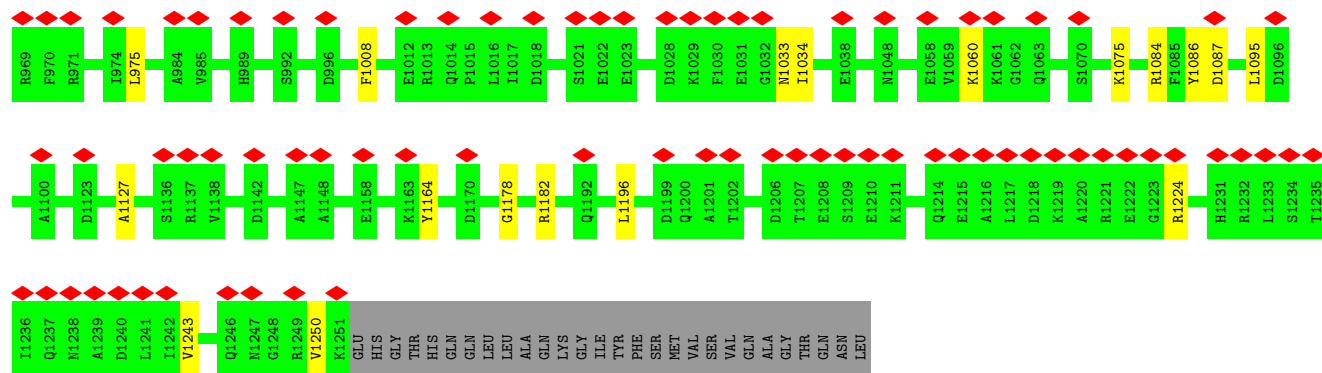 R969 F970 R971 I974 L975 A984 V985 H989 S992 D996 F1008 E1012 R1013 Q1014 P1015 L1016 I1017 D1018 S1021 E1022 E1023 D1028 K1029 F1030 E1031 G1032 N1033 I1034 E1038 N1048 E1058 V1059 K1060 K1061 G1062 Q1063 S1070 K1075 R1084 F1085 Y1086 D1087 L1095 D1096
A1100 D1123 A1127 S1136 R1137 V1138 D1142 A1147 A1148 E1158 K1163 Y1164 D1170 G1178 R1182 Q1192 L1196 D1199 Q1200 A1201 T1202 D1206 T1207 E1208 S1209 E1210 K1211 Q1214 E1215 A1216 L1217 D1218 K1219 A1220 R1221 E1222 G1223 R1224 H1231 R1232 L1233 S1234 T1235
I1236 Q1237 N1238 A1239 D1240 L1241 I1242 V1243 Q1246 N1247 G1248 R1249 V1250 K1251 GLU HIS GLY THR HIS GLN GLN LEU LEU ALA GLN LYS GLY ILE TYR PHE SER MET VAL SER VAL GLN ALA GLY THR GLN ASN LEU